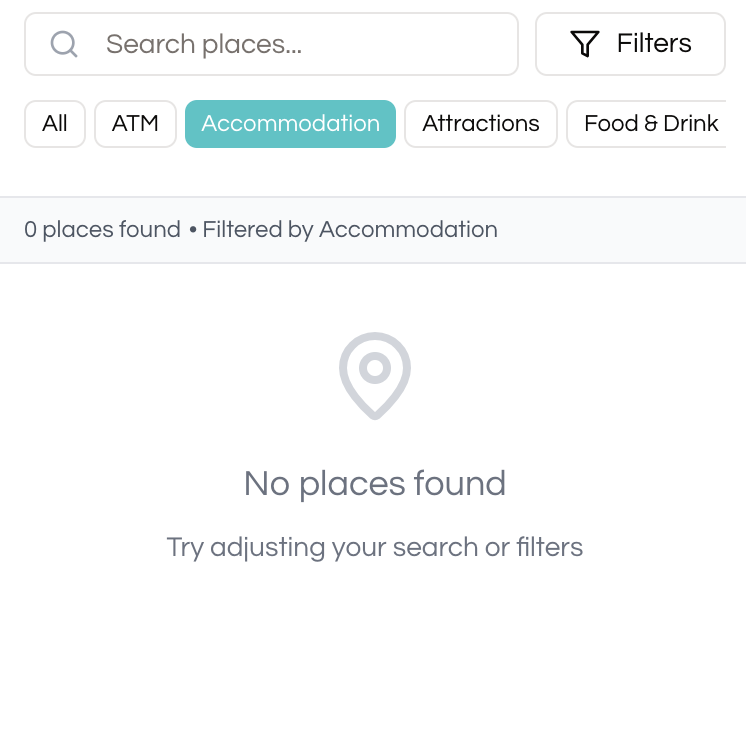 Search places...
Filters
All
ATM
Accommodation
Attractions
Food & Drink
0 places found • Filtered by Accommodation
No places found
Try adjusting your search or filters